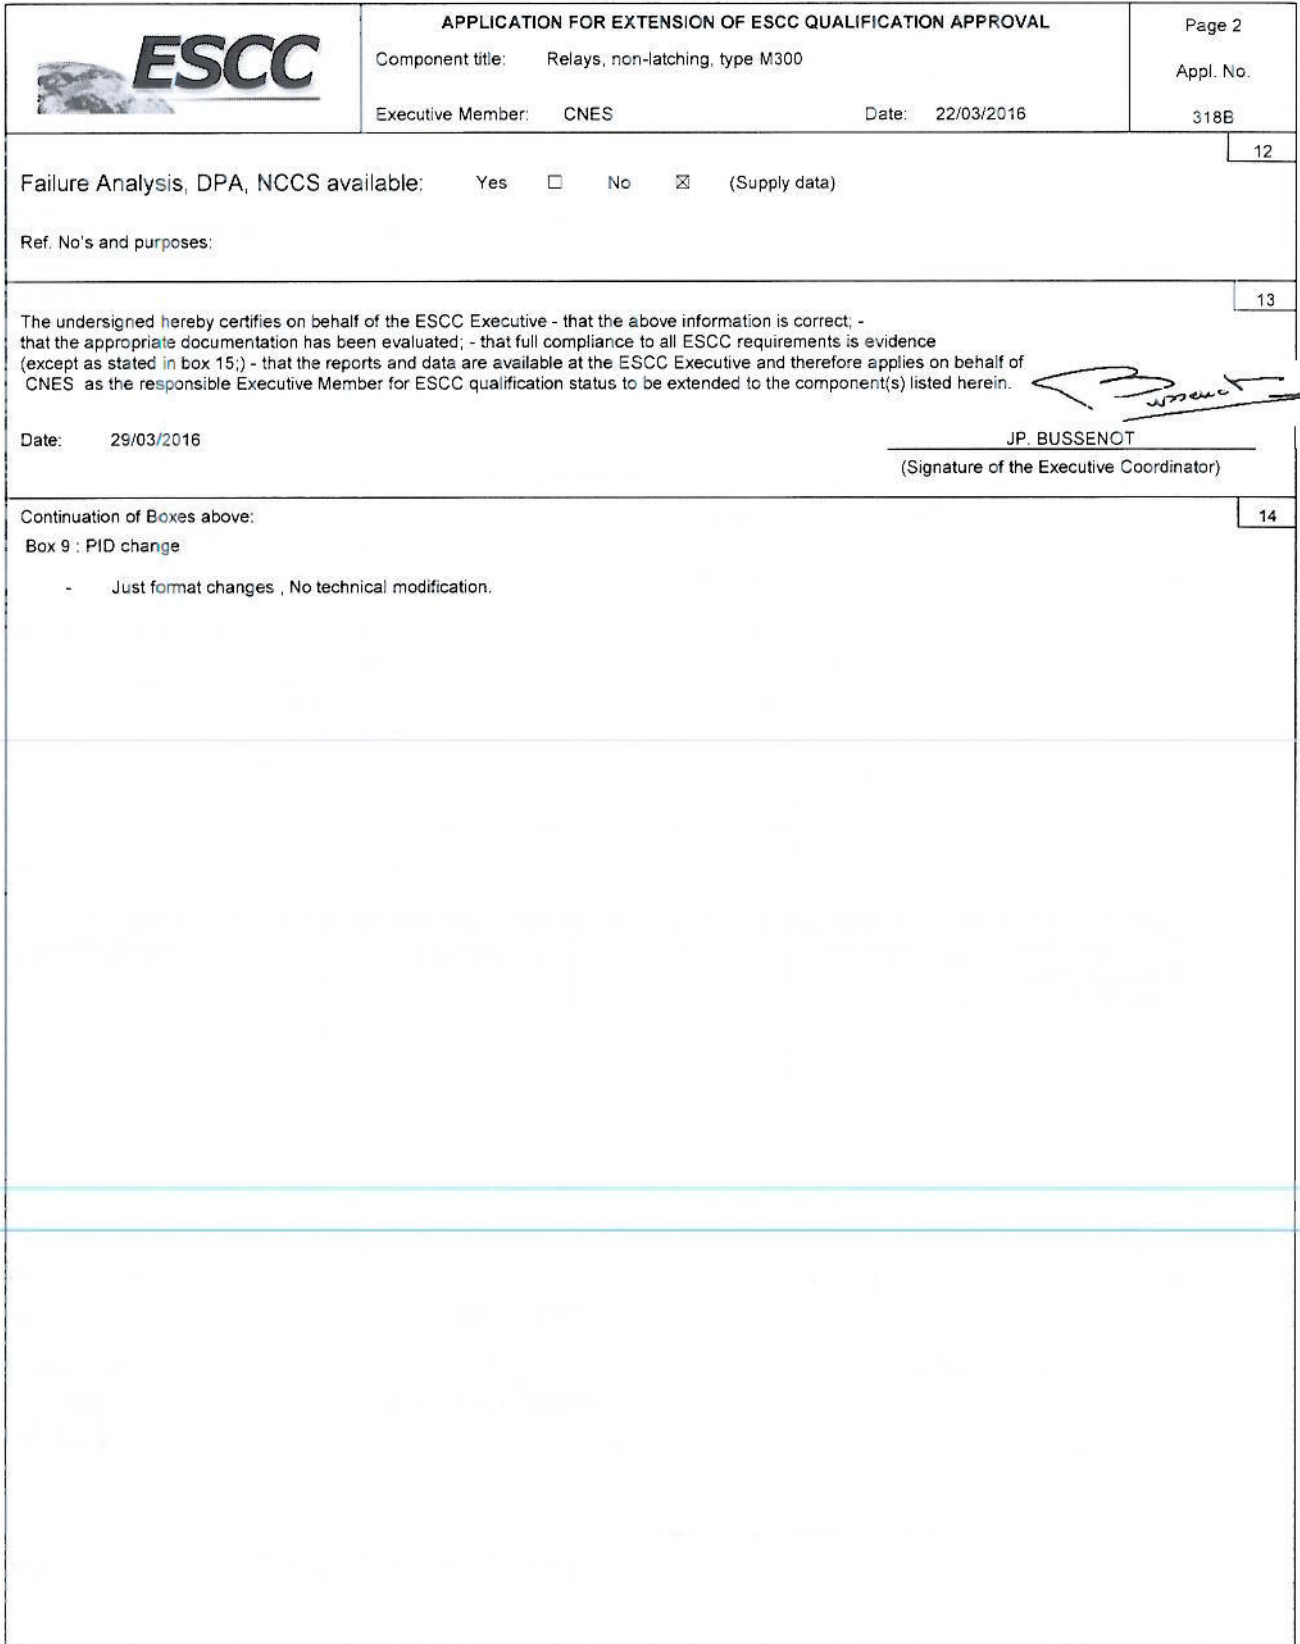 ESCC
APPLICATION FOR EXTENSION OF ESCC QUALIFICATION APPROVAL
Component title: Relays, non-latching, type M300
Executive Member: CNES Date: 22/03/2016
Page 2
Appl. No.
318B
12
Failure Analysis, DPA, NCCS available: Yes ☐ No ☒ (Supply data)
Ref. No's and purposes:
13
The undersigned hereby certifies on behalf of the ESCC Executive - that the above information is correct; -
that the appropriate documentation has been evaluated; - that full compliance to all ESCC requirements is evidence
(except as stated in box 15;) - that the reports and data are available at the ESCC Executive and therefore applies on behalf of
CNES as the responsible Executive Member for ESCC qualification status to be extended to the component(s) listed herein.
Bussenot
Date: 29/03/2016
JP. BUSSENOT
(Signature of the Executive Coordinator)
14
Continuation of Boxes above:
Box 9 : PID change
- Just format changes , No technical modification.